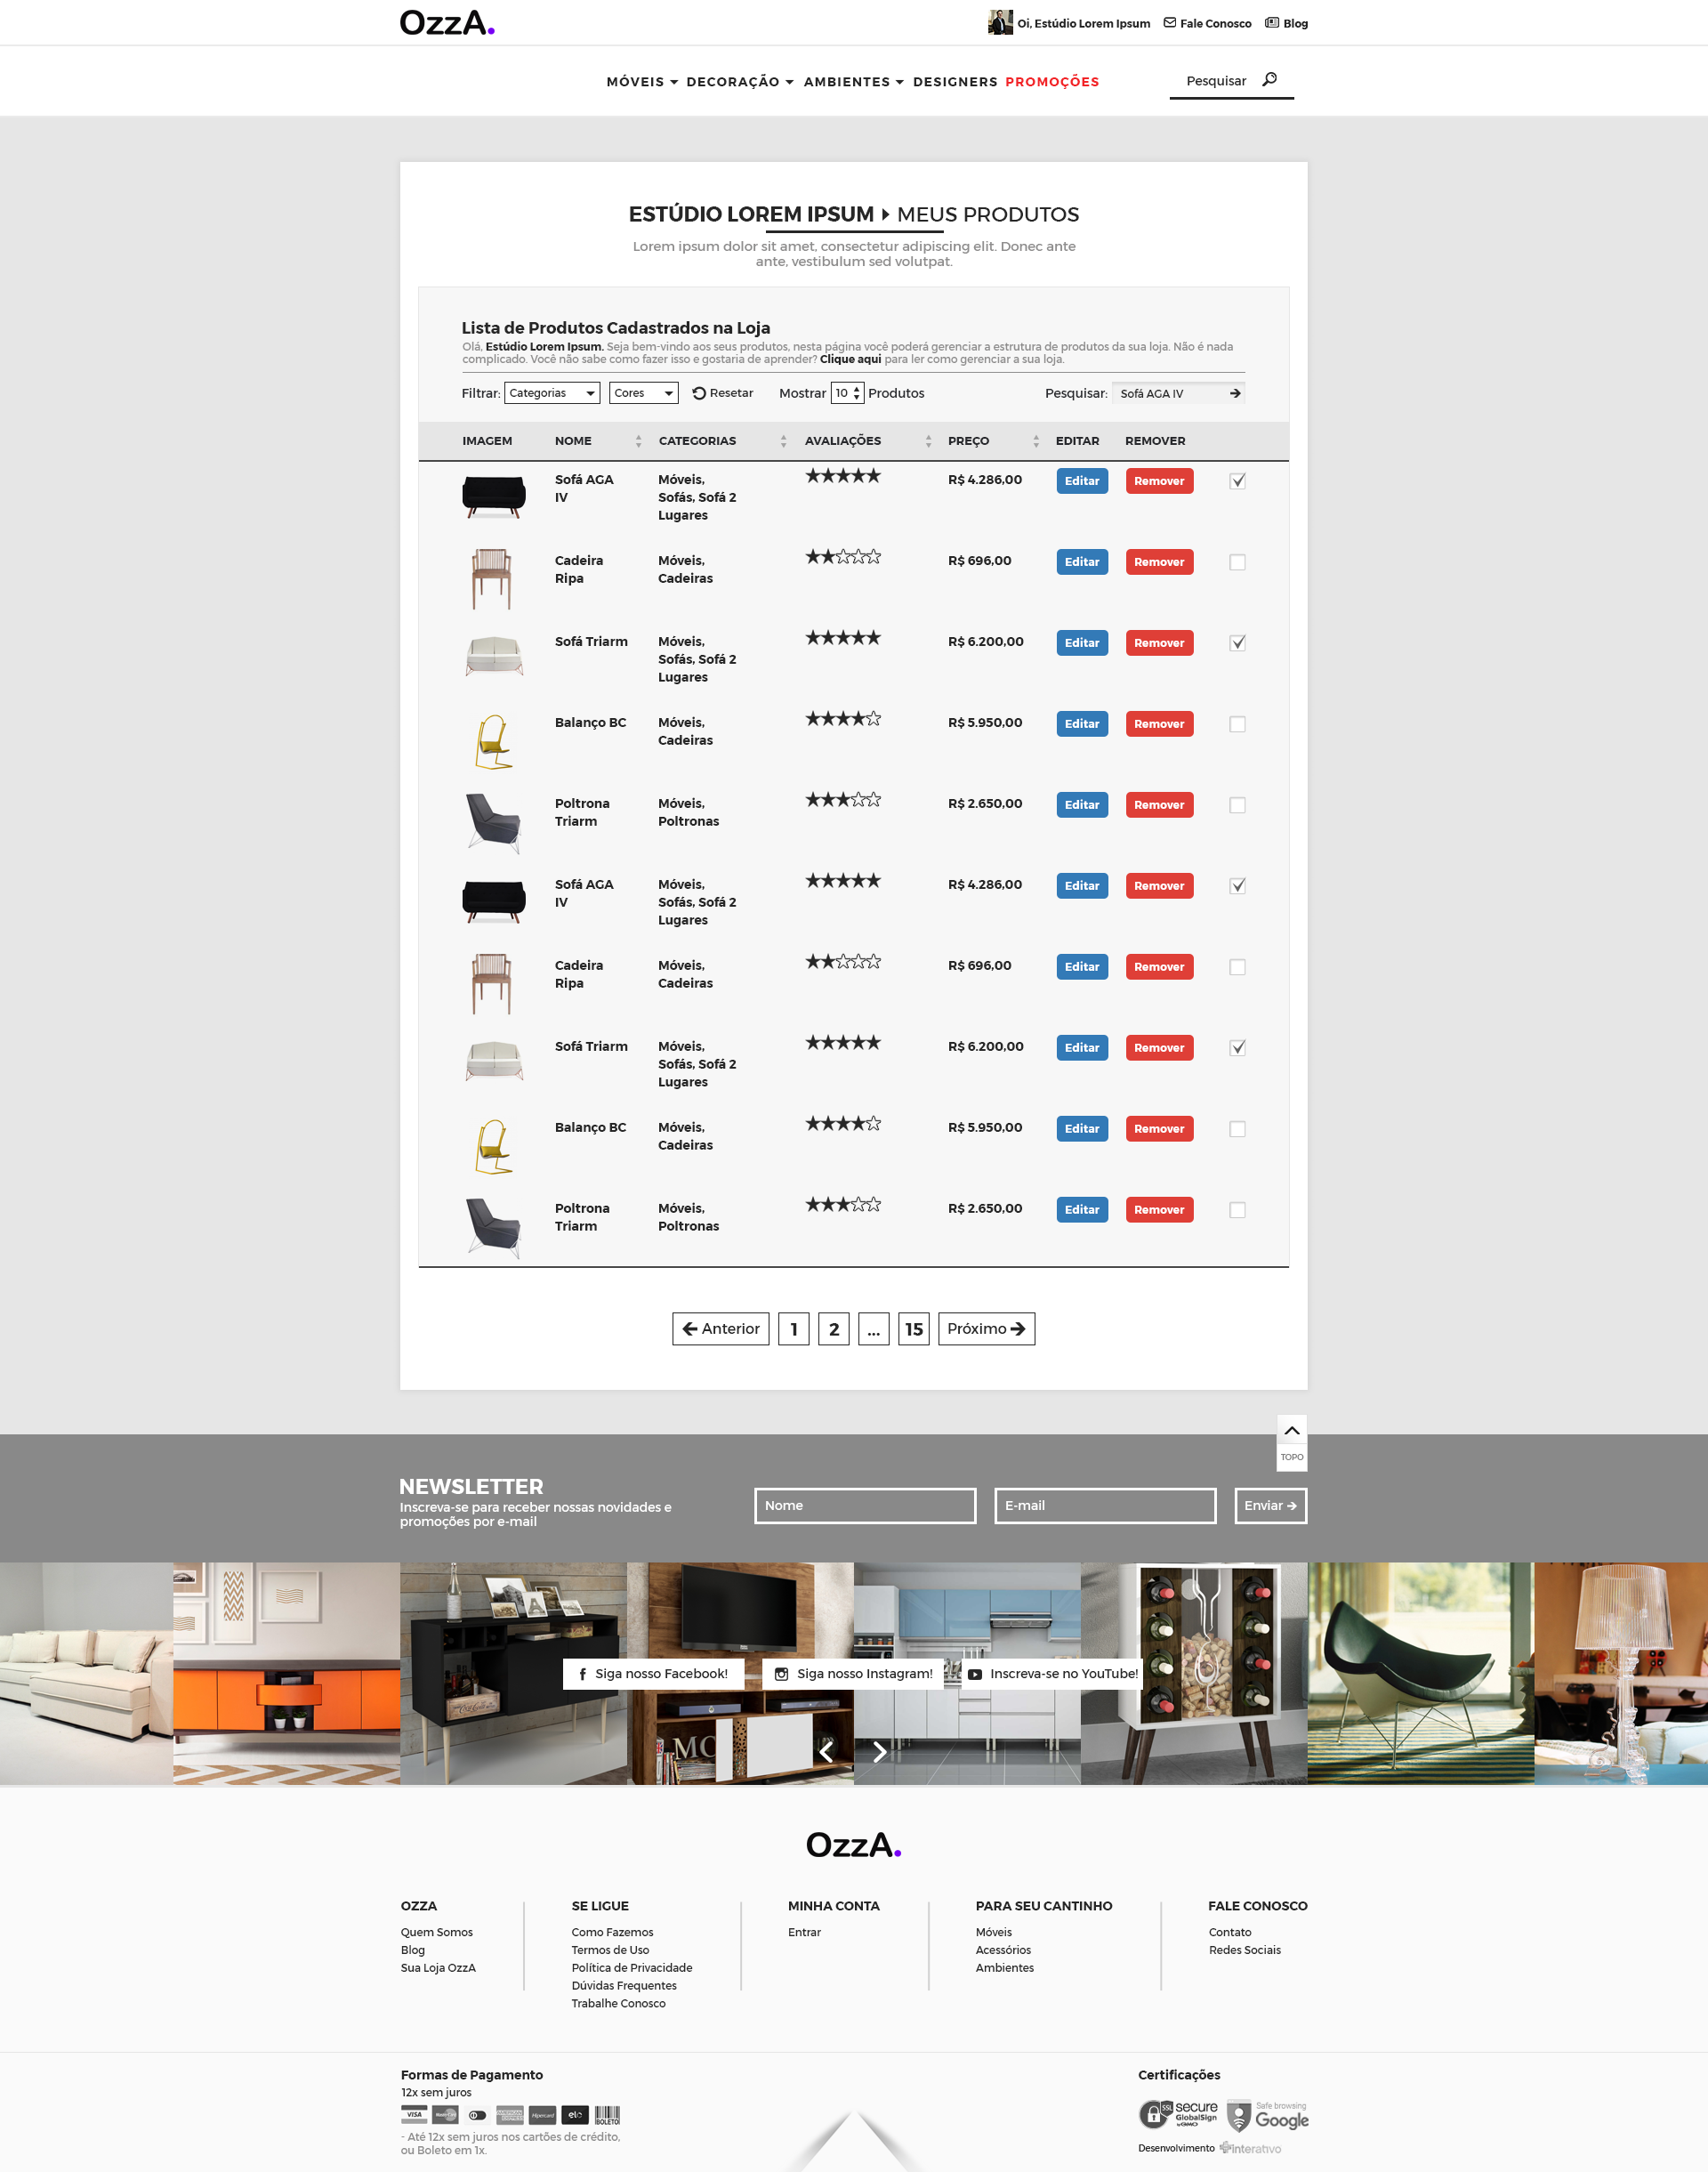 OzzA.
Oi, Estúdio Lorem Ipsum
Fale Conosco
Blog
MÓVEIS
DECORAÇÃO
AMBIENTES
DESIGNERS
PROMOÇÕES
Pesquisar
ESTÚDIO LOREM IPSUM MEUS PRODUTOS
Lorem ipsum dolor sit amet, consectetur adipiscing elit. Donec ante
ante, vestibulum sed volutpat.
Lista de Produtos Cadastrados na Loja
Olá, Estúdio Lorem Ipsum. Seja bem-vindo aos seus produtos, nesta página você poderá gerenciar a estrutura de produtos da sua loja. Não é nada
complicado. Você não sabe como fazer isso e gostaria de aprender? Clique aqui para ler como gerenciar a sua loja.
Filtrar: Categorias Cores Resetar Mostrar 10 Produtos Pesquisar: Sofá AGA IV
IMAGEM NOME CATEGORIAS AVALIAÇÕES PREÇO EDITAR REMOVER
Sofá AGA Móveis, R$ 4.286,00 Editar Remover
IV Sofás, Sofá 2
Lugares
Cadeira Móveis, R$ 696,00 Editar Remover
Ripa Cadeiras
Sofá Triarm Móveis, R$ 6.200,00 Editar Remover
Sofás, Sofá 2
Lugares
Balanço BC Móveis, R$ 5.950,00 Editar Remover
Cadeiras
Poltrona Móveis, R$ 2.650,00 Editar Remover
Triarm Poltronas
Sofá AGA Móveis, R$ 4.286,00 Editar Remover
IV Sofás, Sofá 2
Lugares
Cadeira Móveis, R$ 696,00 Editar Remover
Ripa Cadeiras
Sofá Triarm Móveis, R$ 6.200,00 Editar Remover
Sofás, Sofá 2
Lugares
Balanço BC Móveis, R$ 5.950,00 Editar Remover
Cadeiras
Poltrona Móveis, R$ 2.650,00 Editar Remover
Triarm Poltronas
Anterior 1 2 ... 15 Próximo
TOPO
NEWSLETTER
Inscreva-se para receber nossas novidades e
promoções por e-mail
Nome
E-mail
Enviar
Siga nosso Facebook!
Siga nosso Instagram!
Inscreva-se no YouTube!
OzzA.
OZZA
Quem Somos
Blog
Sua Loja OzzA
SE LIGUE
Como Fazemos
Termos de Uso
Política de Privacidade
Dúvidas Frequentes
Trabalhe Conosco
MINHA CONTA
Entrar
PARA SEU CANTINHO
Móveis
Acessórios
Ambientes
FALE CONOSCO
Contato
Redes Sociais
Formas de Pagamento
12x sem juros
VISA
Hipercard
elo
BOLETO
- Até 12x sem juros nos cartões de crédito,
ou Boleto em 1x.
Certificações
SSL
secure
GlobalSign
by GMO
Safe browsing
Google
Desenvolvimento interativo